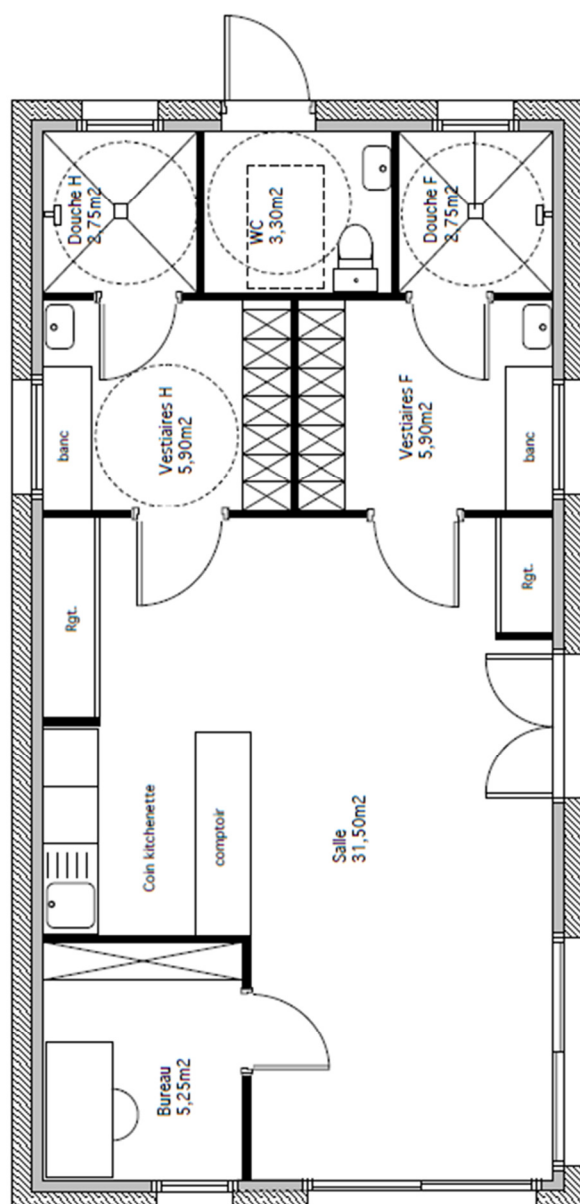 Douche H
2,75m2
WC
3,30m2
Douche F
2,75m2
Vestiaires H
5,90m2
Vestiaires F
5,90m2
banc
banc
Rgt.
Rgt.
Coin kitchenette
comptoir
Salle
31,50m2
Bureau
5,25m2